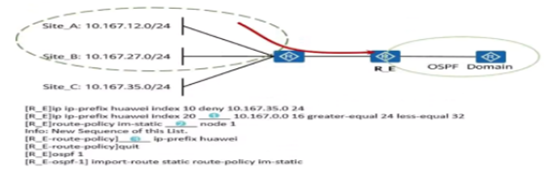 Site_A: 10.167.12.0/24
Site_B: 10.167.27.0/24
R_E
OSPF Domain
Site_C: 10.167.35.0/24
[R_E]ip ip-prefix huawei index 10 deny 10.167.35.0 24
[R_E]ip ip-prefix huawei index 20 ① 10.167.0.0 16 greater-equal 24 less-equal 32
[R_E]route-policy im-static ② node 1
Info: New Sequence of this List.
[R_E-route-policy] ③ ip-prefix huawei
[R_E-route-policy]quit
[R_E]ospf 1
[R_E-ospf-1] import-route static route-policy im-static